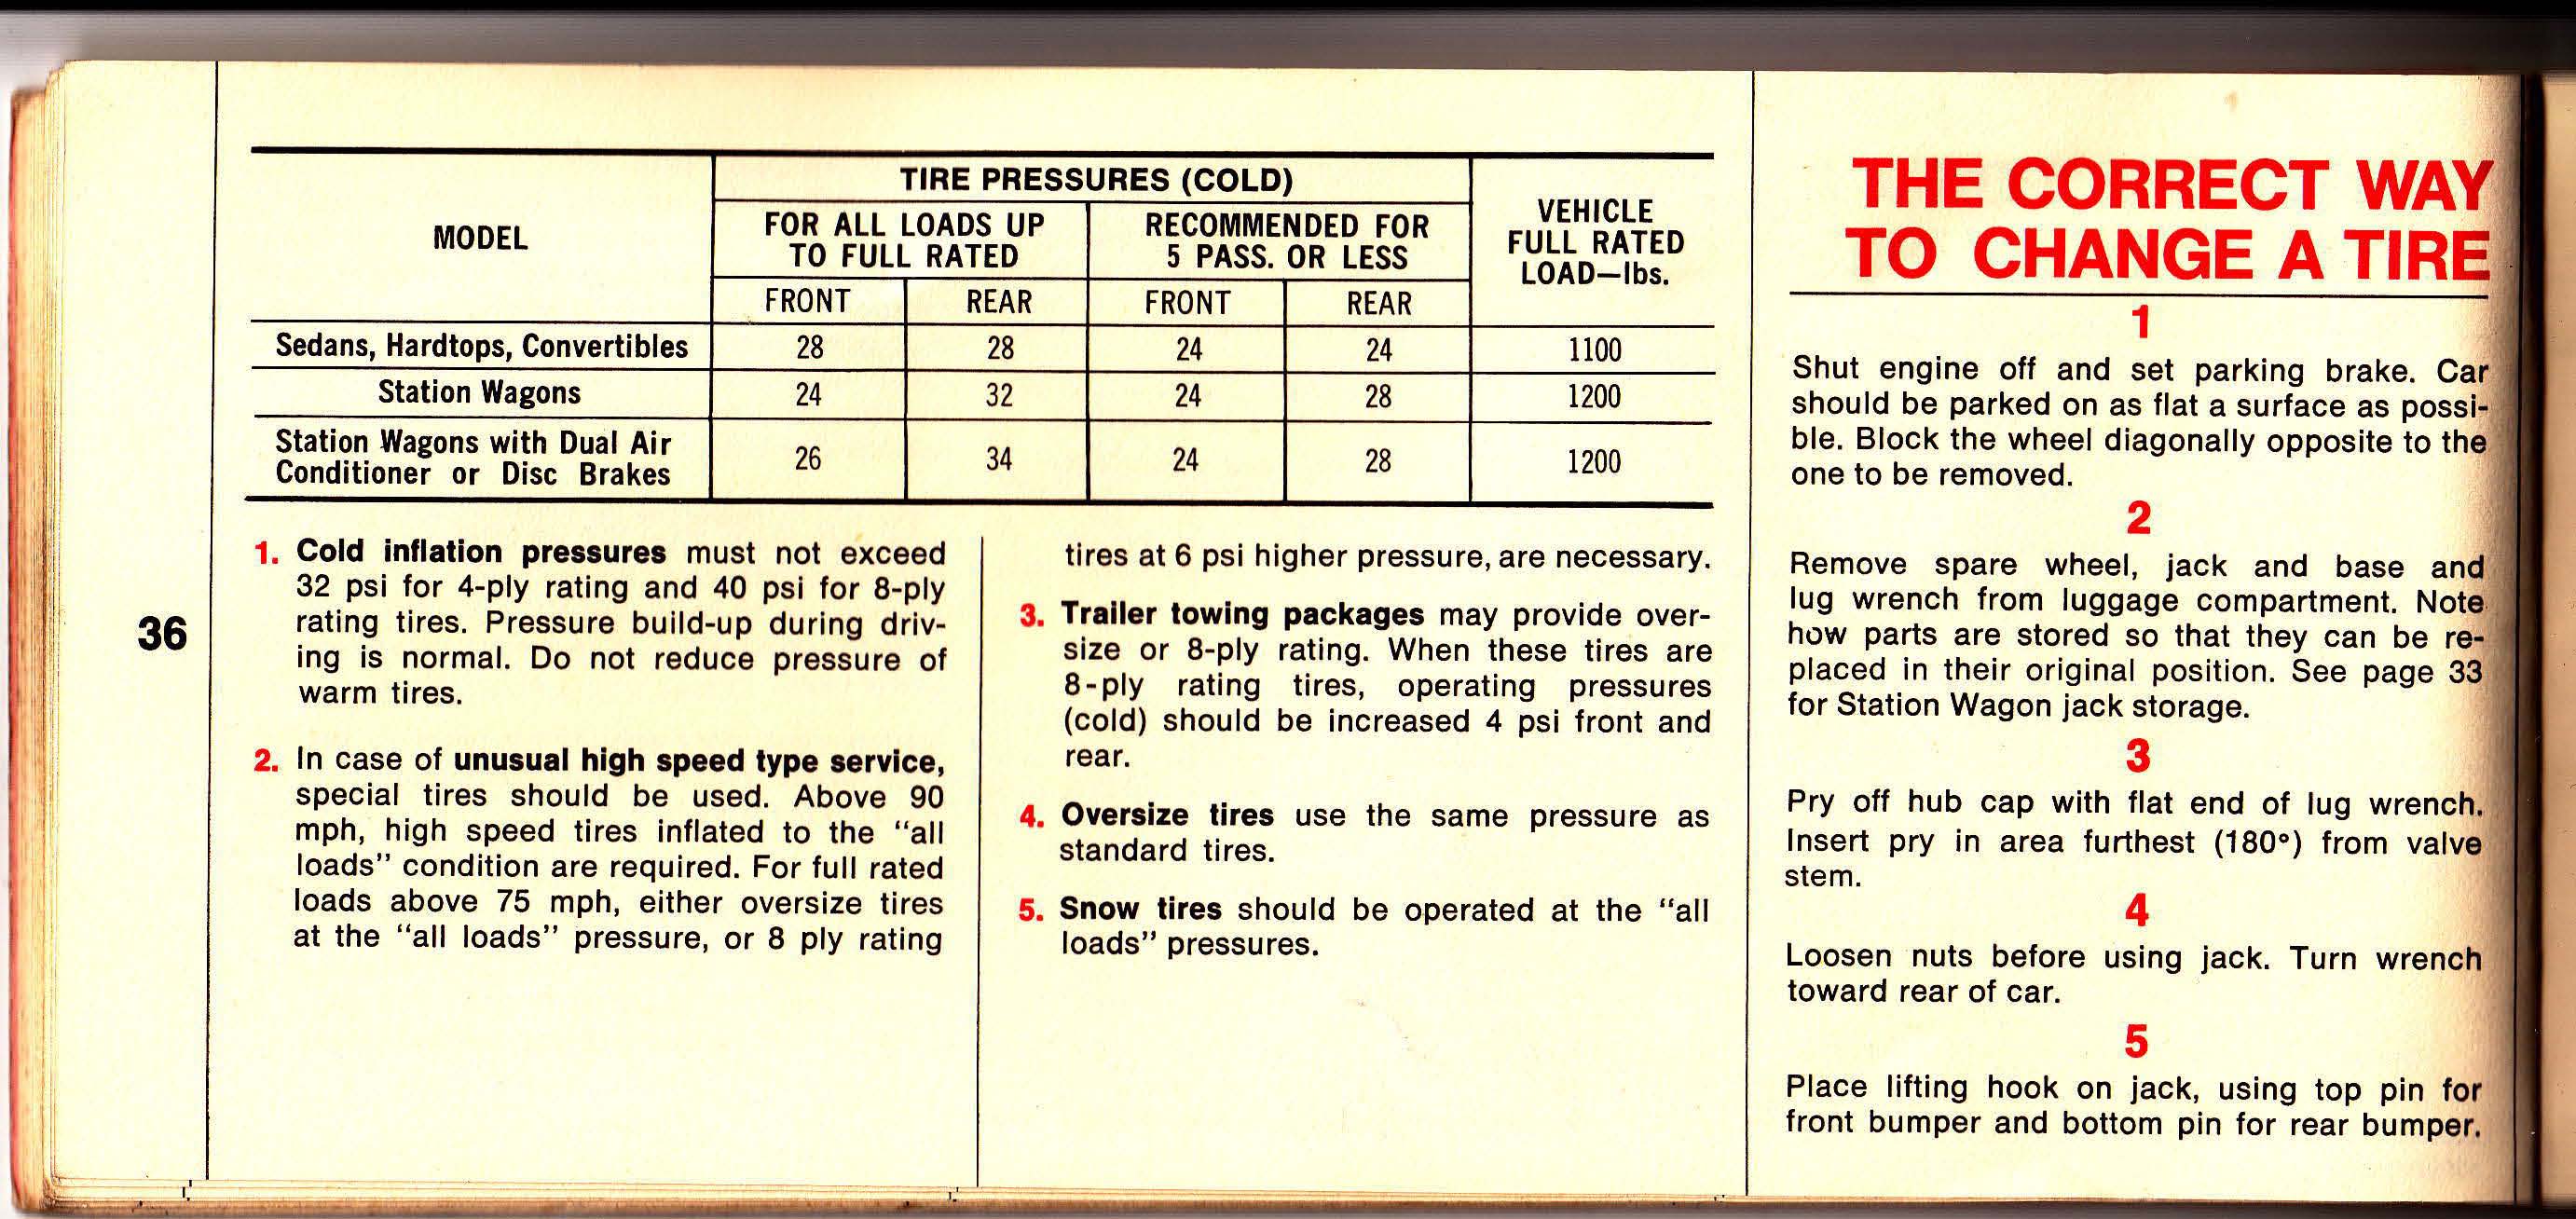 TIRE PRESSURES (COLD)
MODEL
FOR ALL LOADS UP
TO FULL RATED
RECOMMENDED FOR
5 PASS. OR LESS
VEHICLE
FULL RATED
LOAD—lbs.
FRONT REAR FRONT REAR
Sedans, Hardtops, Convertibles 28 28 24 24 1100
Station Wagons 24 32 24 28 1200
Station Wagons with Dual Air
Conditioner or Disc Brakes 26 34 24 28 1200
36
1. Cold inflation pressures must not exceed
32 psi for 4-ply rating and 40 psi for 8-ply
rating tires. Pressure build-up during driv-
ing is normal. Do not reduce pressure of
warm tires.
2. In case of unusual high speed type service,
special tires should be used. Above 90
mph, high speed tires inflated to the “all
loads” condition are required. For full rated
loads above 75 mph, either oversize tires
at the “all loads” pressure, or 8 ply rating
tires at 6 psi higher pressure, are necessary.
3. Trailer towing packages may provide over-
size or 8-ply rating. When these tires are
8-ply rating tires, operating pressures
(cold) should be increased 4 psi front and
rear.
4. Oversize tires use the same pressure as
standard tires.
5. Snow tires should be operated at the “all
loads” pressures.
THE CORRECT WAY
TO CHANGE A TIRE
1
Shut engine off and set parking brake. Car
should be parked on as flat a surface as possi-
ble. Block the wheel diagonally opposite to the
one to be removed.
2
Remove spare wheel, jack and base and
lug wrench from luggage compartment. Note
how parts are stored so that they can be re-
placed in their original position. See page 33
for Station Wagon jack storage.
3
Pry off hub cap with flat end of lug wrench.
Insert pry in area furthest (180°) from valve
stem.
4
Loosen nuts before using jack. Turn wrench
toward rear of car.
5
Place lifting hook on jack, using top pin for
front bumper and bottom pin for rear bumper.